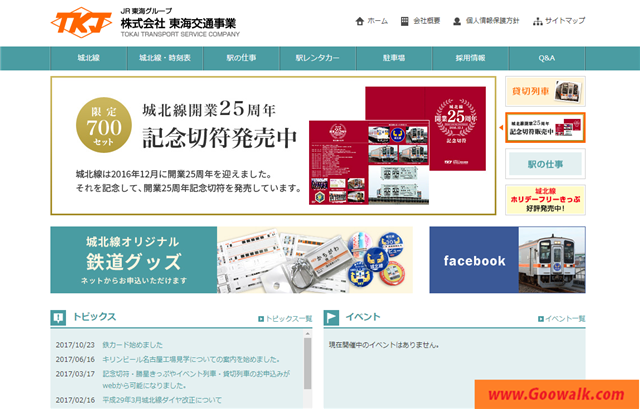 TKJ
JR 東海グループ
株式会社 東海交通事業
TOKAI TRANSPORT SERVICE COMPANY
ホーム
会社概要
個人情報保護方針
サイトマップ
城北線
城北線・時刻表
駅の仕事
駅レンタカー
駐車場
採用情報
Q&A
限定
700
セット
城北線開業25周年
記念切符発売中
城北線は2016年12月に開業25周年を迎えました。
それを記念して、開業25周年記念切符を発売しています。
城北線
開業25周年
記念切符
貸切列車
城北線開業25周年
記念切符販売中
駅の仕事
城北線
ホリデーフリーきっぷ
好評発売中!
城北線オリジナル
鉄道グッズ
ネットからお申込いただけます
かちがわ
facebook
トピックス
トピックス一覧
2017/10/23 鉄カード始めました
2017/06/16 キリンビール名古屋工場見学についての案内を始めました。
2017/03/17 記念切符・勝量きっぷやイベント列車・貸切列車のお申込みが
webから可能になりました。
2017/02/16 平成29年3月城北線ダイヤ改正について
イベント
イベント一覧
現在開催中のイベントはありません。
www.Goowalk.com